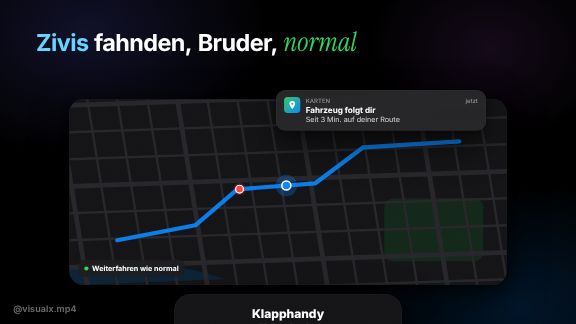 Zivis fahnden, Bruder, normal
KARTEN
jetzt
Fahrzeug folgt dir
Seit 3 Min. auf deiner Route
Weiterfahren wie normal
@visualx.mp4
Klapphandy